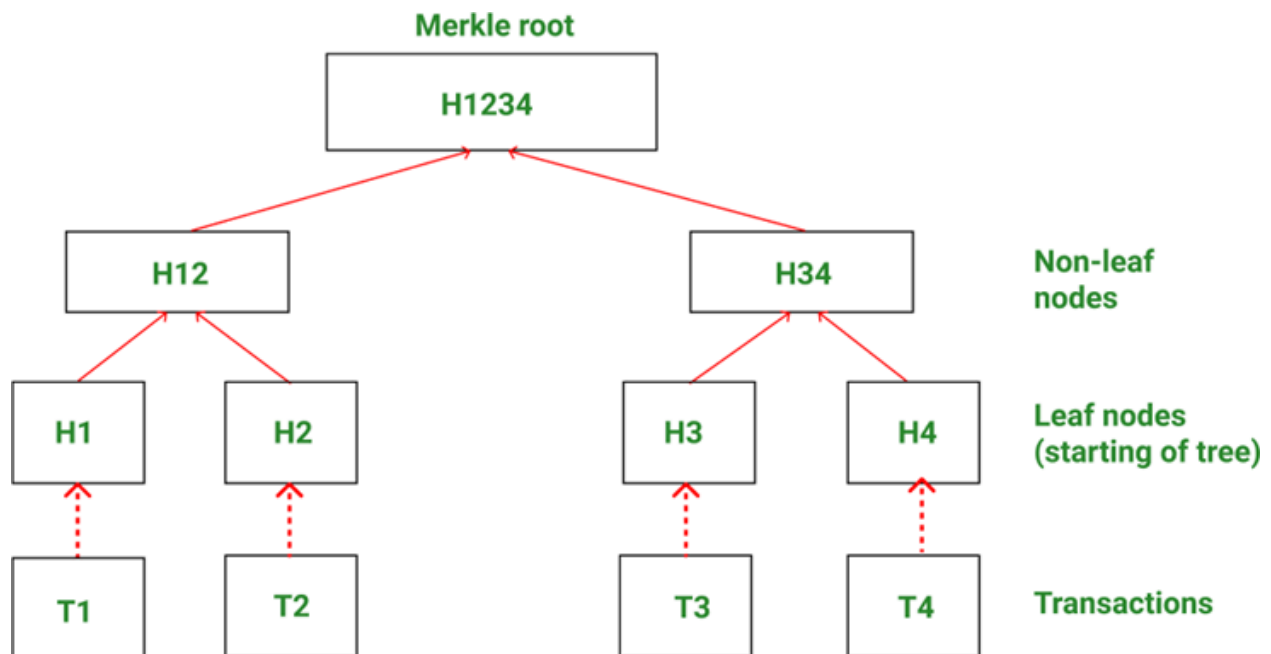 Merkle root
H1234
H12
H34
Non-leaf
nodes
H1
H2
H3
H4
Leaf nodes
(starting of tree)
T1
T2
T3
T4
Transactions